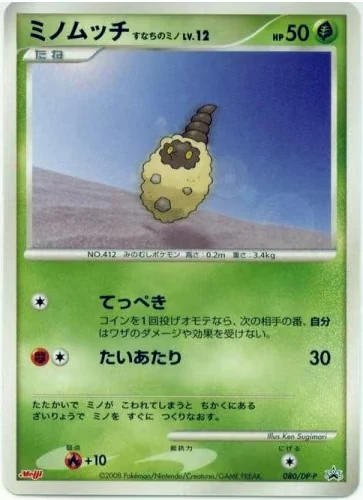 ミノムッチ すなちのミノ LV.12 HP 50
たね
NO.412 みのむしポケモン 高さ:0.2m 重さ:3.4kg
てっぺき
コインを1回投げオモテなら、次の相手の番、自分
はワザのダメージや効果を受けない。
たいあたり 30
たたかいで ミノが こわれてしまうと ちかくにある
ざいりょうで ミノを すぐに つくりなおす。
Illus.Ken Sugimori
弱点 抵抗力 にげる
+10
Meiji ©2008 Pokémon/Nintendo/Creatures/GAME FREAK. 080/DP-P